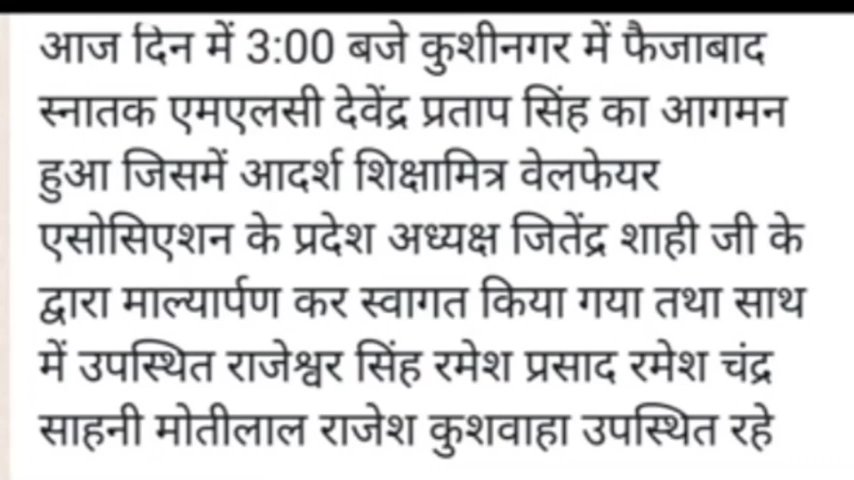 आज दिन में 3:00 बजे कुशीनगर में फैजाबाद
स्नातक एमएलसी देवेंद्र प्रताप सिंह का आगमन
हुआ जिसमें आदर्श शिक्षामित्र वेलफेयर
एसोसिएशन के प्रदेश अध्यक्ष जितेंद्र शाही जी के
द्वारा माल्यार्पण कर स्वागत किया गया तथा साथ
में उपस्थित राजेश्वर सिंह रमेश प्रसाद रमेश चंद्र
साहनी मोतीलाल राजेश कुशवाहा उपस्थित रहे